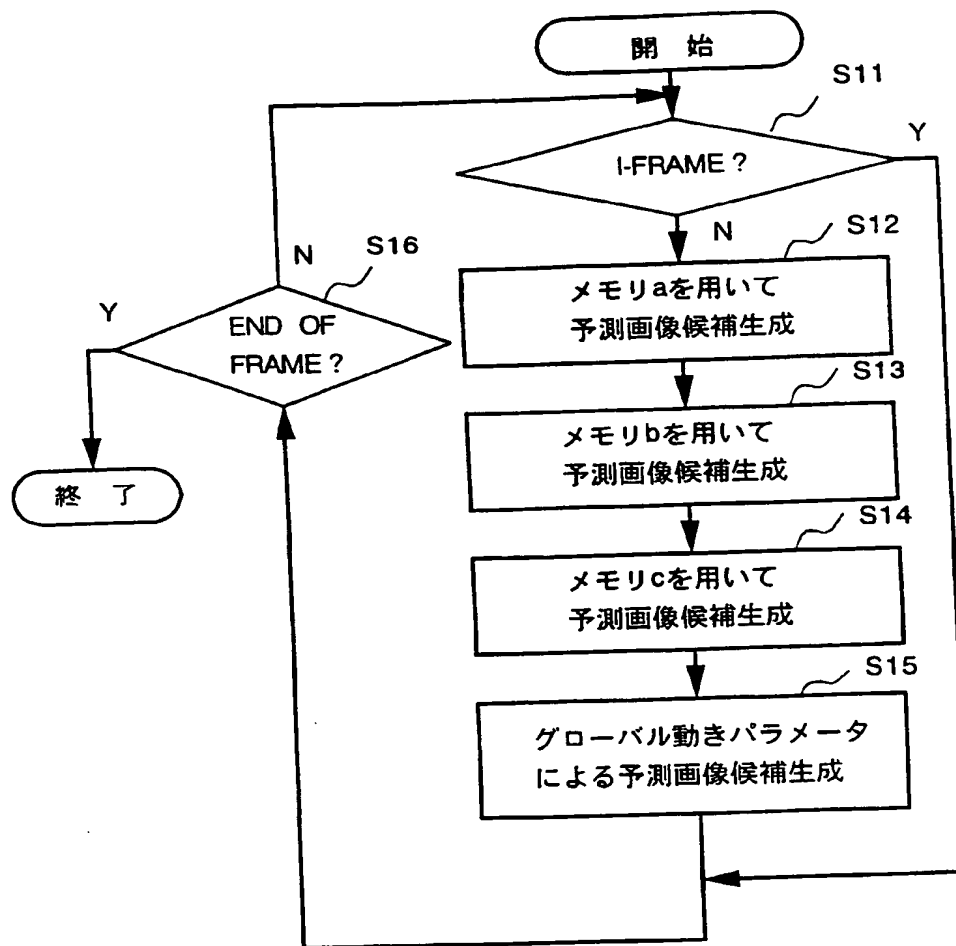 開 始
S11
I-FRAME ?
Y
N
S12
メモリaを用いて
予測画像候補生成
S13
メモリbを用いて
予測画像候補生成
S14
メモリcを用いて
予測画像候補生成
S15
グローバル動きパラメータ
による予測画像候補生成
S16
N
Y
END OF
FRAME ?
終 了